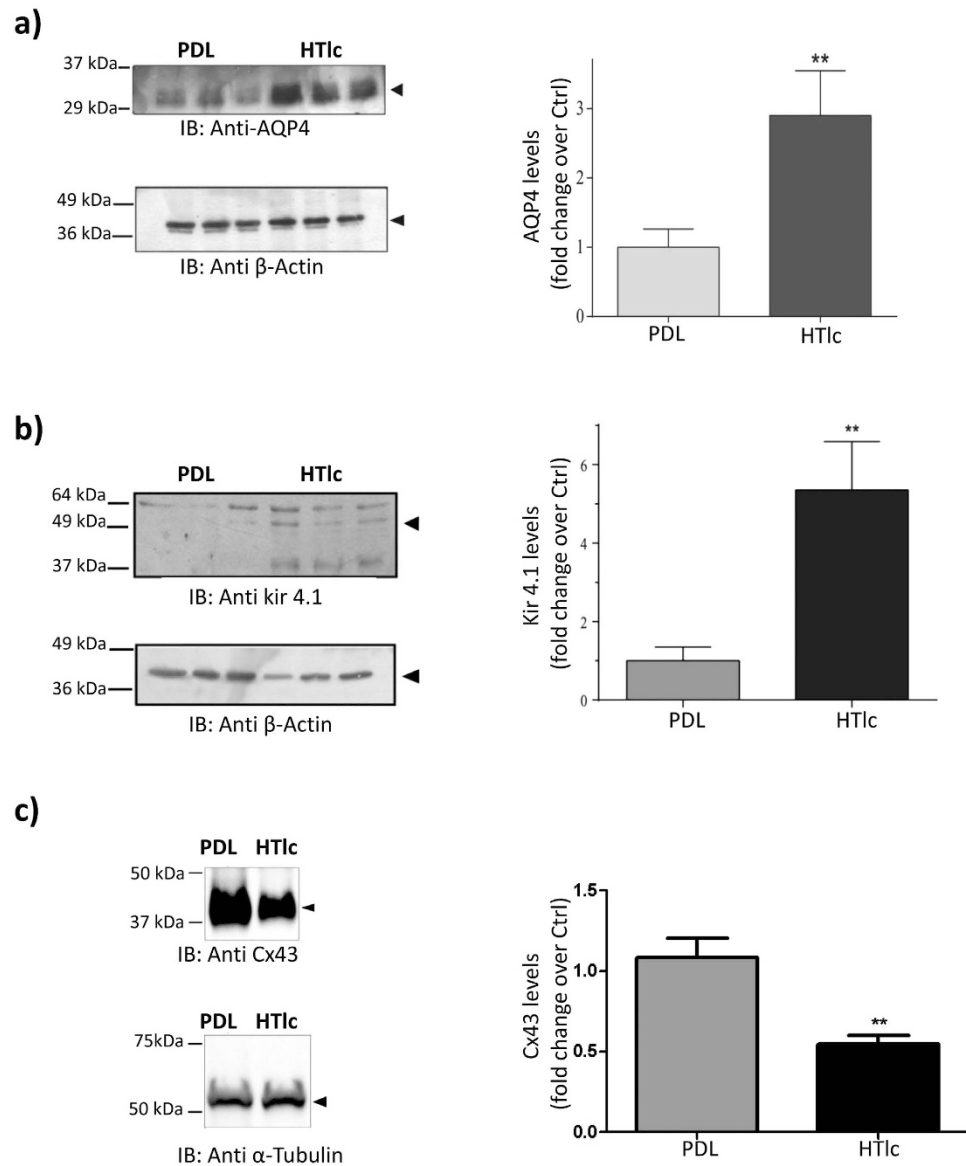 a)
PDL HTlc
37 kDa
29 kDa
IB: Anti-AQP4
49 kDa
36 kDa
IB: Anti β-Actin
AQP4 levels
(fold change over Ctrl)
3
2
1
0
**
PDL HTlc
b)
PDL HTlc
64 kDa
49 kDa
37 kDa
IB: Anti kir 4.1
49 kDa
36 kDa
IB: Anti β-Actin
Kir 4.1 levels
(fold change over Ctrl)
6
4
2
0
**
PDL HTlc
c)
PDL HTlc
50 kDa
37 kDa
IB: Anti Cx43
PDL HTlc
75kDa
50 kDa
IB: Anti α-Tubulin
Cx43 levels
(fold change over Ctrl)
1.5
1.0
0.5
0.0
**
PDL HTlc